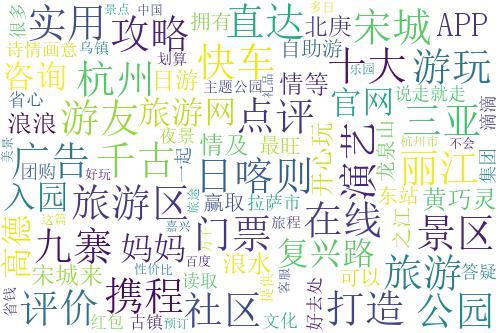 很多 景点 中国 直达 北庚 宋城 APP
实用 攻略 拥有 多日
诗情画意 乌镇 划算 快车 自助游 十大 游玩
咨询 杭州 日游 主题公园 礼品 情等 乐园 说走就走 滴滴
省心 游友 旅游网 点评 官网 三亚
浪浪 夜景 情及 最旺 龙泉山 杭州市 不会
美景 广告 千古 一起 日喀则 开心玩 演艺 丽江 集团
团购 好玩 赢取 拉萨市 东站 黄巧灵
入园 旅游区 旅途 在线 之江 景区
高德 这篇 九寨 妈妈 嘉兴 门票 旅程 复兴路
宋城来 性价比 百度 浪水 可以 旅游
省钱 评价 读取 提供 客服 好去处 答疑
红包 古镇 携程 预订 社区 文化 打造 公园